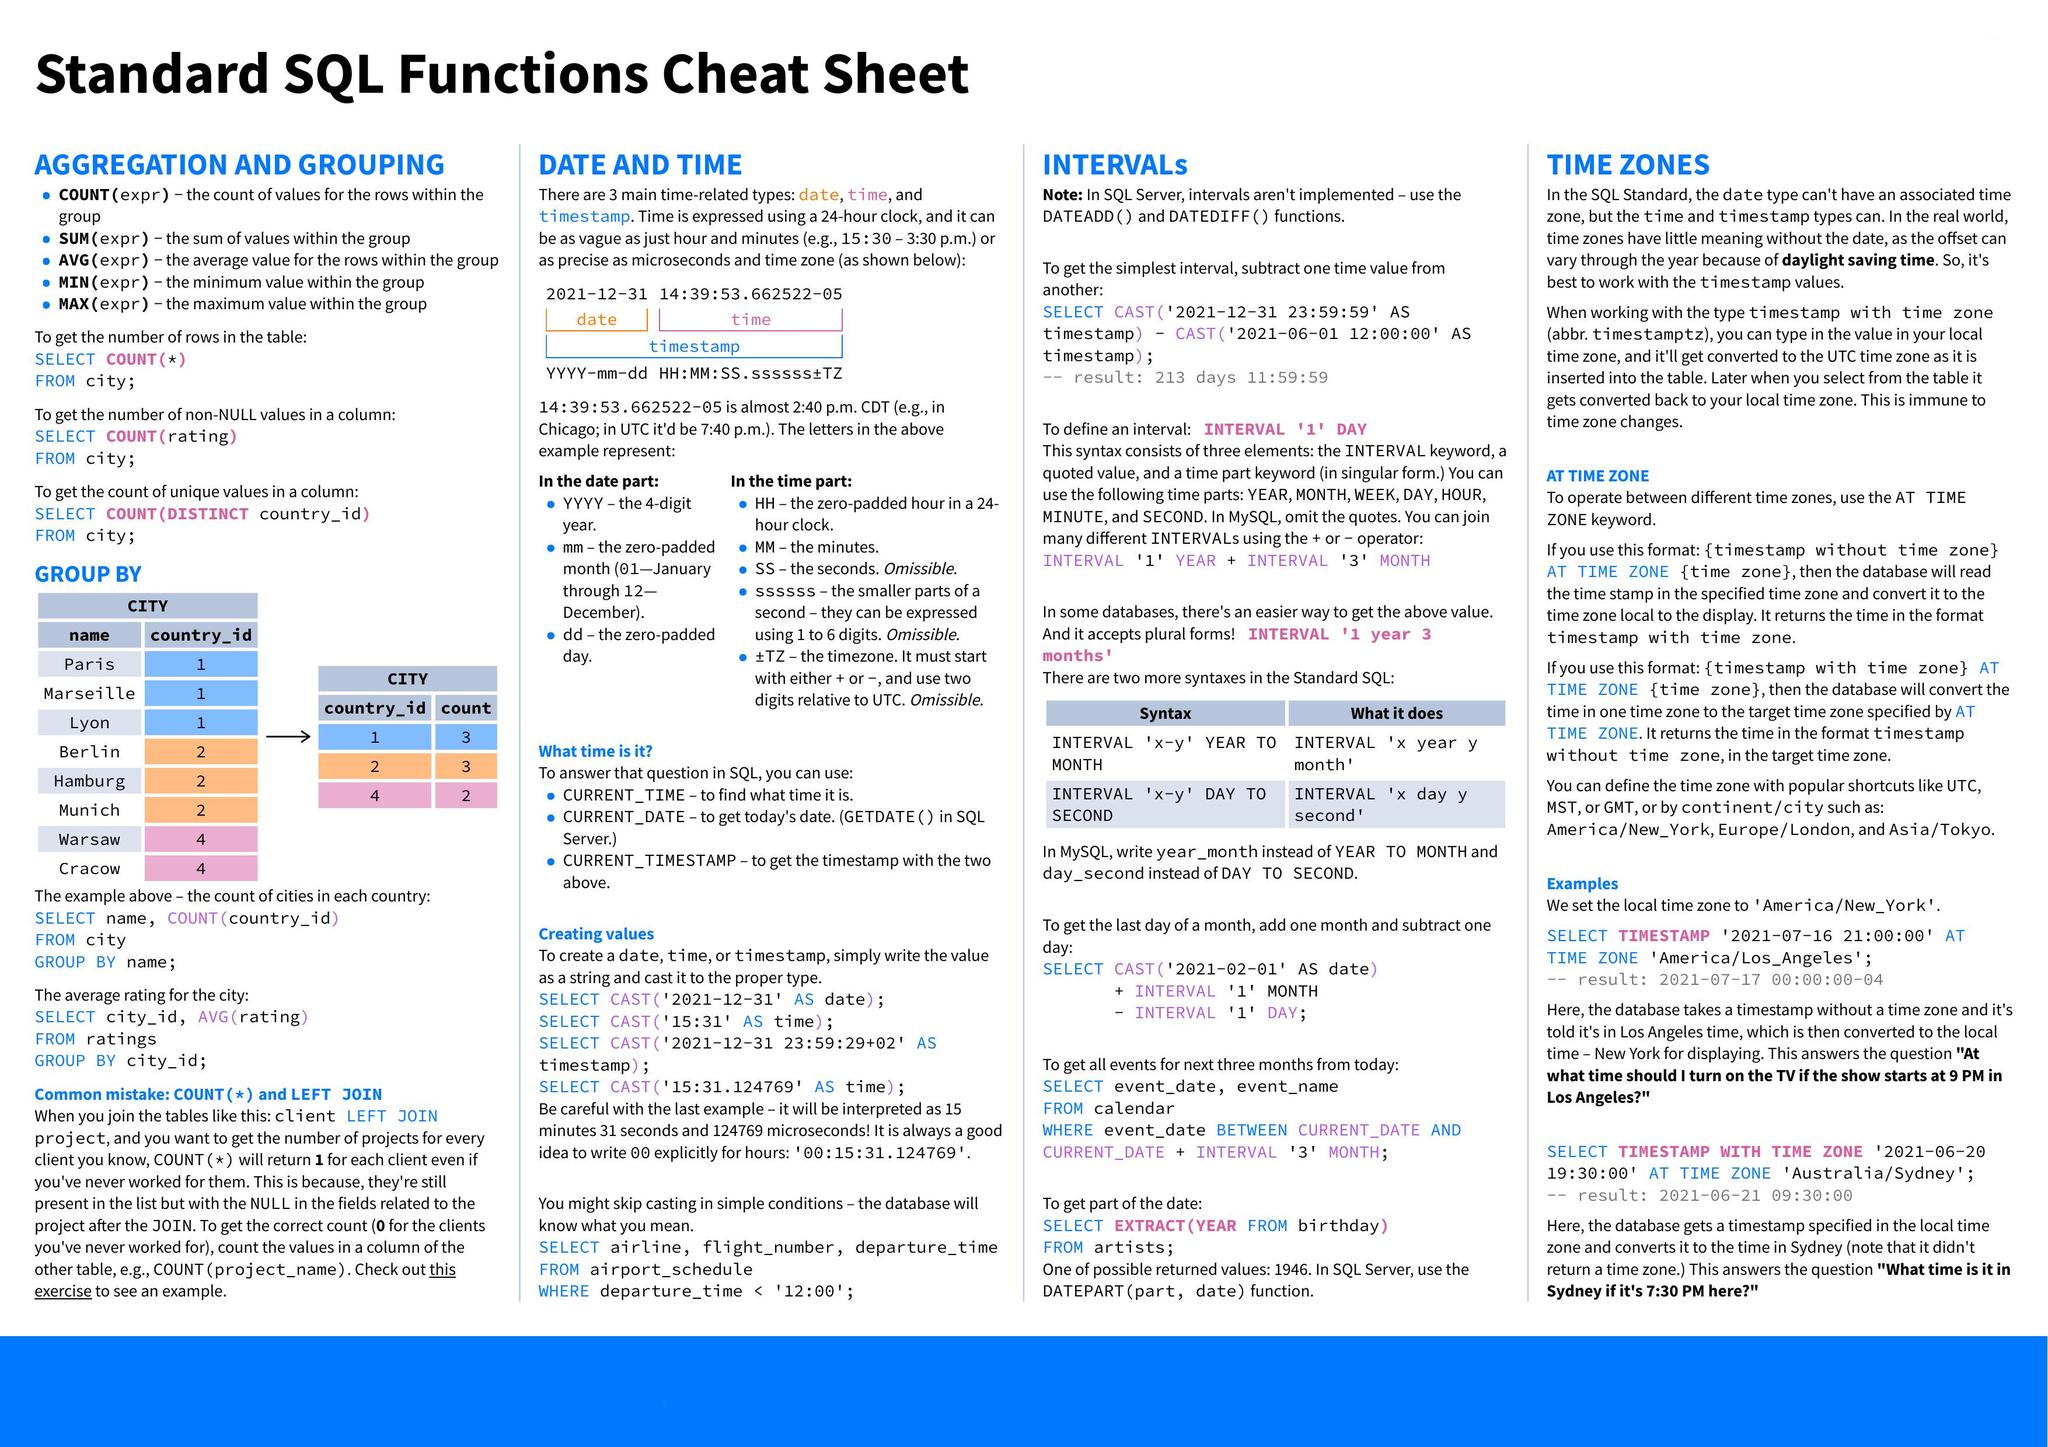 Standard SQL Functions Cheat Sheet
AGGREGATION AND GROUPING
• COUNT(expr) − the count of values for the rows within the
group
• SUM(expr) − the sum of values within the group
• AVG(expr) − the average value for the rows within the group
• MIN(expr) − the minimum value within the group
• MAX(expr) − the maximum value within the group
To get the number of rows in the table:
SELECT COUNT(*)
FROM city;
To get the number of non-NULL values in a column:
SELECT COUNT(rating)
FROM city;
To get the count of unique values in a column:
SELECT COUNT(DISTINCT country_id)
FROM city;
GROUP BY
CITY
name country_id
Paris 1
Marseille 1
Lyon 1
Berlin 2
Hamburg 2
Munich 2
Warsaw 4
Cracow 4
CITY
country_id count
1 3
2 3
4 2
The example above – the count of cities in each country:
SELECT name, COUNT(country_id)
FROM city
GROUP BY name;
The average rating for the city:
SELECT city_id, AVG(rating)
FROM ratings
GROUP BY city_id;
Common mistake: COUNT(*) and LEFT JOIN
When you join the tables like this: client LEFT JOIN
project, and you want to get the number of projects for every
client you know, COUNT(*) will return 1 for each client even if
you've never worked for them. This is because, they're still
present in the list but with the NULL in the fields related to the
project after the JOIN. To get the correct count (0 for the clients
you've never worked for), count the values in a column of the
other table, e.g., COUNT(project_name). Check out this
exercise to see an example.
DATE AND TIME
There are 3 main time-related types: date, time, and
timestamp. Time is expressed using a 24-hour clock, and it can
be as vague as just hour and minutes (e.g., 15:30 – 3:30 p.m.) or
as precise as microseconds and time zone (as shown below):
2021-12-31 14:39:53.662522-05
date time
timestamp
YYYY-mm-dd HH:MM:SS.ssssss±TZ
14:39:53.662522-05 is almost 2:40 p.m. CDT (e.g., in
Chicago; in UTC it'd be 7:40 p.m.). The letters in the above
example represent:
In the date part:
• YYYY – the 4-digit
year.
• mm – the zero-padded
month (01—January
through 12—
December).
• dd – the zero-padded
day.
In the time part:
• HH – the zero-padded hour in a 24-
hour clock.
• MM – the minutes.
• SS – the seconds. Omissible.
• ssssss – the smaller parts of a
second – they can be expressed
using 1 to 6 digits. Omissible.
• ±TZ – the timezone. It must start
with either + or −, and use two
digits relative to UTC. Omissible.
What time is it?
To answer that question in SQL, you can use:
• CURRENT_TIME – to find what time it is.
• CURRENT_DATE – to get today's date. (GETDATE() in SQL
Server.)
• CURRENT_TIMESTAMP – to get the timestamp with the two
above.
Creating values
To create a date, time, or timestamp, simply write the value
as a string and cast it to the proper type.
SELECT CAST('2021-12-31' AS date);
SELECT CAST('15:31' AS time);
SELECT CAST('2021-12-31 23:59:29+02' AS
timestamp);
SELECT CAST('15:31.124769' AS time);
Be careful with the last example – it will be interpreted as 15
minutes 31 seconds and 124769 microseconds! It is always a good
idea to write 00 explicitly for hours: '00:15:31.124769'.
You might skip casting in simple conditions – the database will
know what you mean.
SELECT airline, flight_number, departure_time
FROM airport_schedule
WHERE departure_time < '12:00';
INTERVALs
Note: In SQL Server, intervals aren't implemented – use the
DATEADD() and DATEDIFF() functions.
To get the simplest interval, subtract one time value from
another:
SELECT CAST('2021-12-31 23:59:59' AS
timestamp) - CAST('2021-06-01 12:00:00' AS
timestamp);
-- result: 213 days 11:59:59
To define an interval: INTERVAL '1' DAY
This syntax consists of three elements: the INTERVAL keyword, a
quoted value, and a time part keyword (in singular form.) You can
use the following time parts: YEAR, MONTH, WEEK, DAY, HOUR,
MINUTE, and SECOND. In MySQL, omit the quotes. You can join
many different INTERVALs using the + or − operator:
INTERVAL '1' YEAR + INTERVAL '3' MONTH
In some databases, there's an easier way to get the above value.
And it accepts plural forms! INTERVAL '1 year 3
months'
There are two more syntaxes in the Standard SQL:
Syntax What it does
INTERVAL 'x-y' YEAR TO
MONTH
INTERVAL 'x year y
month'
INTERVAL 'x-y' DAY TO
SECOND
INTERVAL 'x day y
second'
In MySQL, write year_month instead of YEAR TO MONTH and
day_second instead of DAY TO SECOND.
To get the last day of a month, add one month and subtract one
day:
SELECT CAST('2021-02-01' AS date)
+ INTERVAL '1' MONTH
- INTERVAL '1' DAY;
To get all events for next three months from today:
SELECT event_date, event_name
FROM calendar
WHERE event_date BETWEEN CURRENT_DATE AND
CURRENT_DATE + INTERVAL '3' MONTH;
To get part of the date:
SELECT EXTRACT(YEAR FROM birthday)
FROM artists;
One of possible returned values: 1946. In SQL Server, use the
DATEPART(part, date) function.
TIME ZONES
In the SQL Standard, the date type can't have an associated time
zone, but the time and timestamp types can. In the real world,
time zones have little meaning without the date, as the offset can
vary through the year because of daylight saving time. So, it's
best to work with the timestamp values.
When working with the type timestamp with time zone
(abbr. timestamptz), you can type in the value in your local
time zone, and it'll get converted to the UTC time zone as it is
inserted into the table. Later when you select from the table it
gets converted back to your local time zone. This is immune to
time zone changes.
AT TIME ZONE
To operate between different time zones, use the AT TIME
ZONE keyword.
If you use this format: {timestamp without time zone}
AT TIME ZONE {time zone}, then the database will read
the time stamp in the specified time zone and convert it to the
time zone local to the display. It returns the time in the format
timestamp with time zone.
If you use this format: {timestamp with time zone} AT
TIME ZONE {time zone}, then the database will convert the
time in one time zone to the target time zone specified by AT
TIME ZONE. It returns the time in the format timestamp
without time zone, in the target time zone.
You can define the time zone with popular shortcuts like UTC,
MST, or GMT, or by continent/city such as:
America/New_York, Europe/London, and Asia/Tokyo.
Examples
We set the local time zone to 'America/New_York'.
SELECT TIMESTAMP '2021-07-16 21:00:00' AT
TIME ZONE 'America/Los_Angeles';
-- result: 2021-07-17 00:00:00-04
Here, the database takes a timestamp without a time zone and it's
told it's in Los Angeles time, which is then converted to the local
time – New York for displaying. This answers the question "At
what time should I turn on the TV if the show starts at 9 PM in
Los Angeles?"
SELECT TIMESTAMP WITH TIME ZONE '2021-06-20
19:30:00' AT TIME ZONE 'Australia/Sydney';
-- result: 2021-06-21 09:30:00
Here, the database gets a timestamp specified in the local time
zone and converts it to the time in Sydney (note that it didn't
return a time zone.) This answers the question "What time is it in
Sydney if it's 7:30 PM here?"